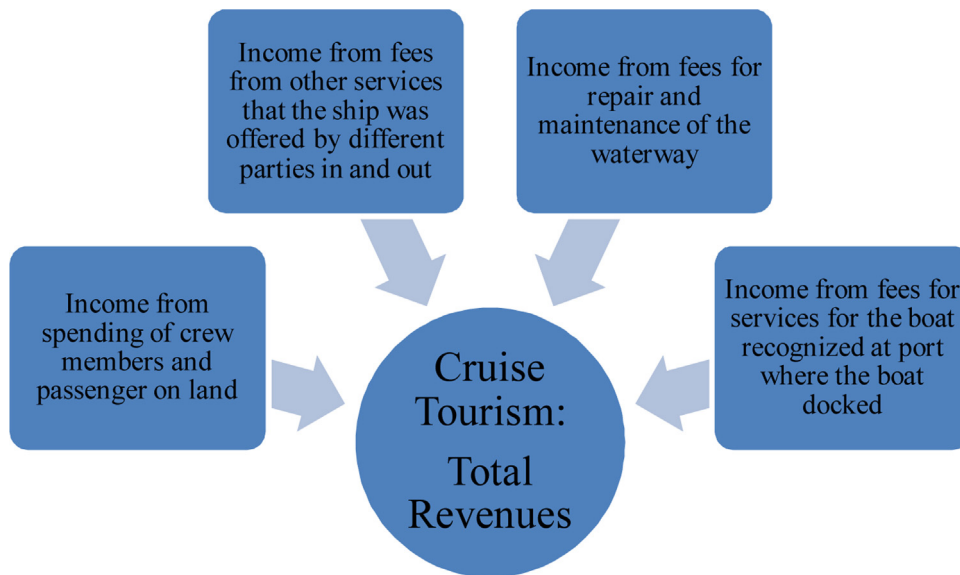 Income from fees
from other services
that the ship was
offered by different
parties in and out
Income from fees for
repair and
maintenance of the
waterway
Income from
spending of crew
members and
passenger on land
Income from fees for
services for the boat
recognized at port
where the boat
docked
Cruise
Tourism:
Total
Revenues